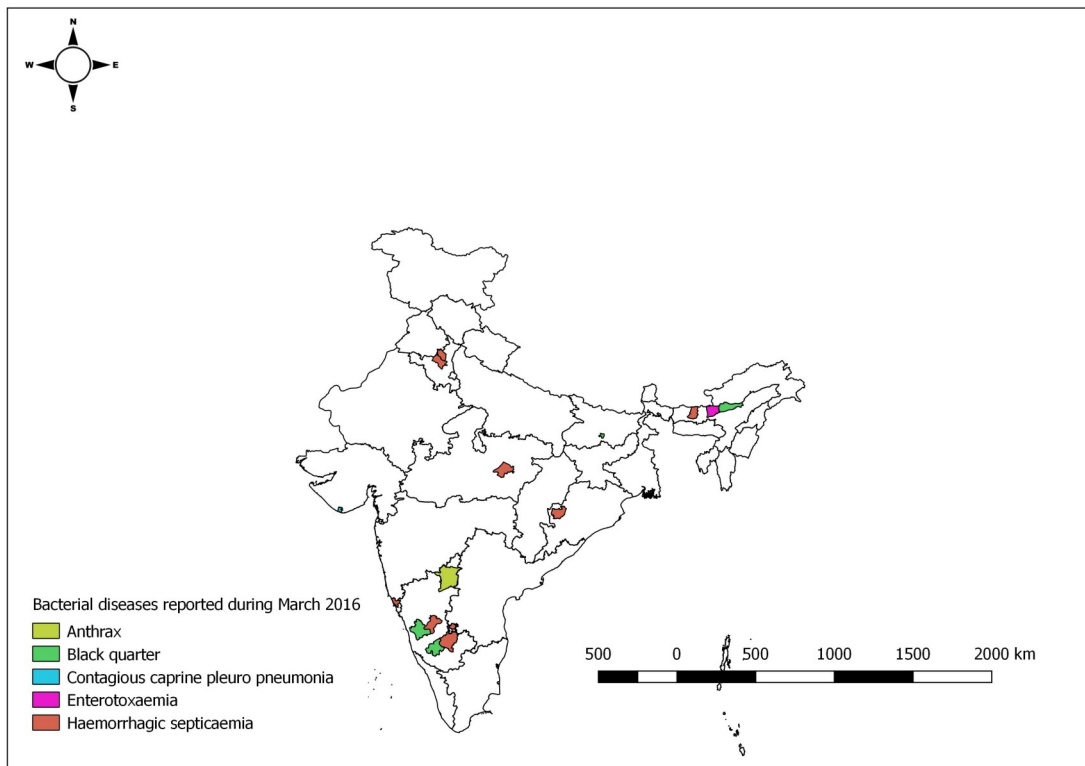 N
W E
S
Bacterial diseases reported during March 2016
Anthrax
Black quarter
Contagious caprine pleuro pneumonia
Enterotoxaemia
Haemorrhagic septicaemia
500 0 500 1000 1500 2000 km